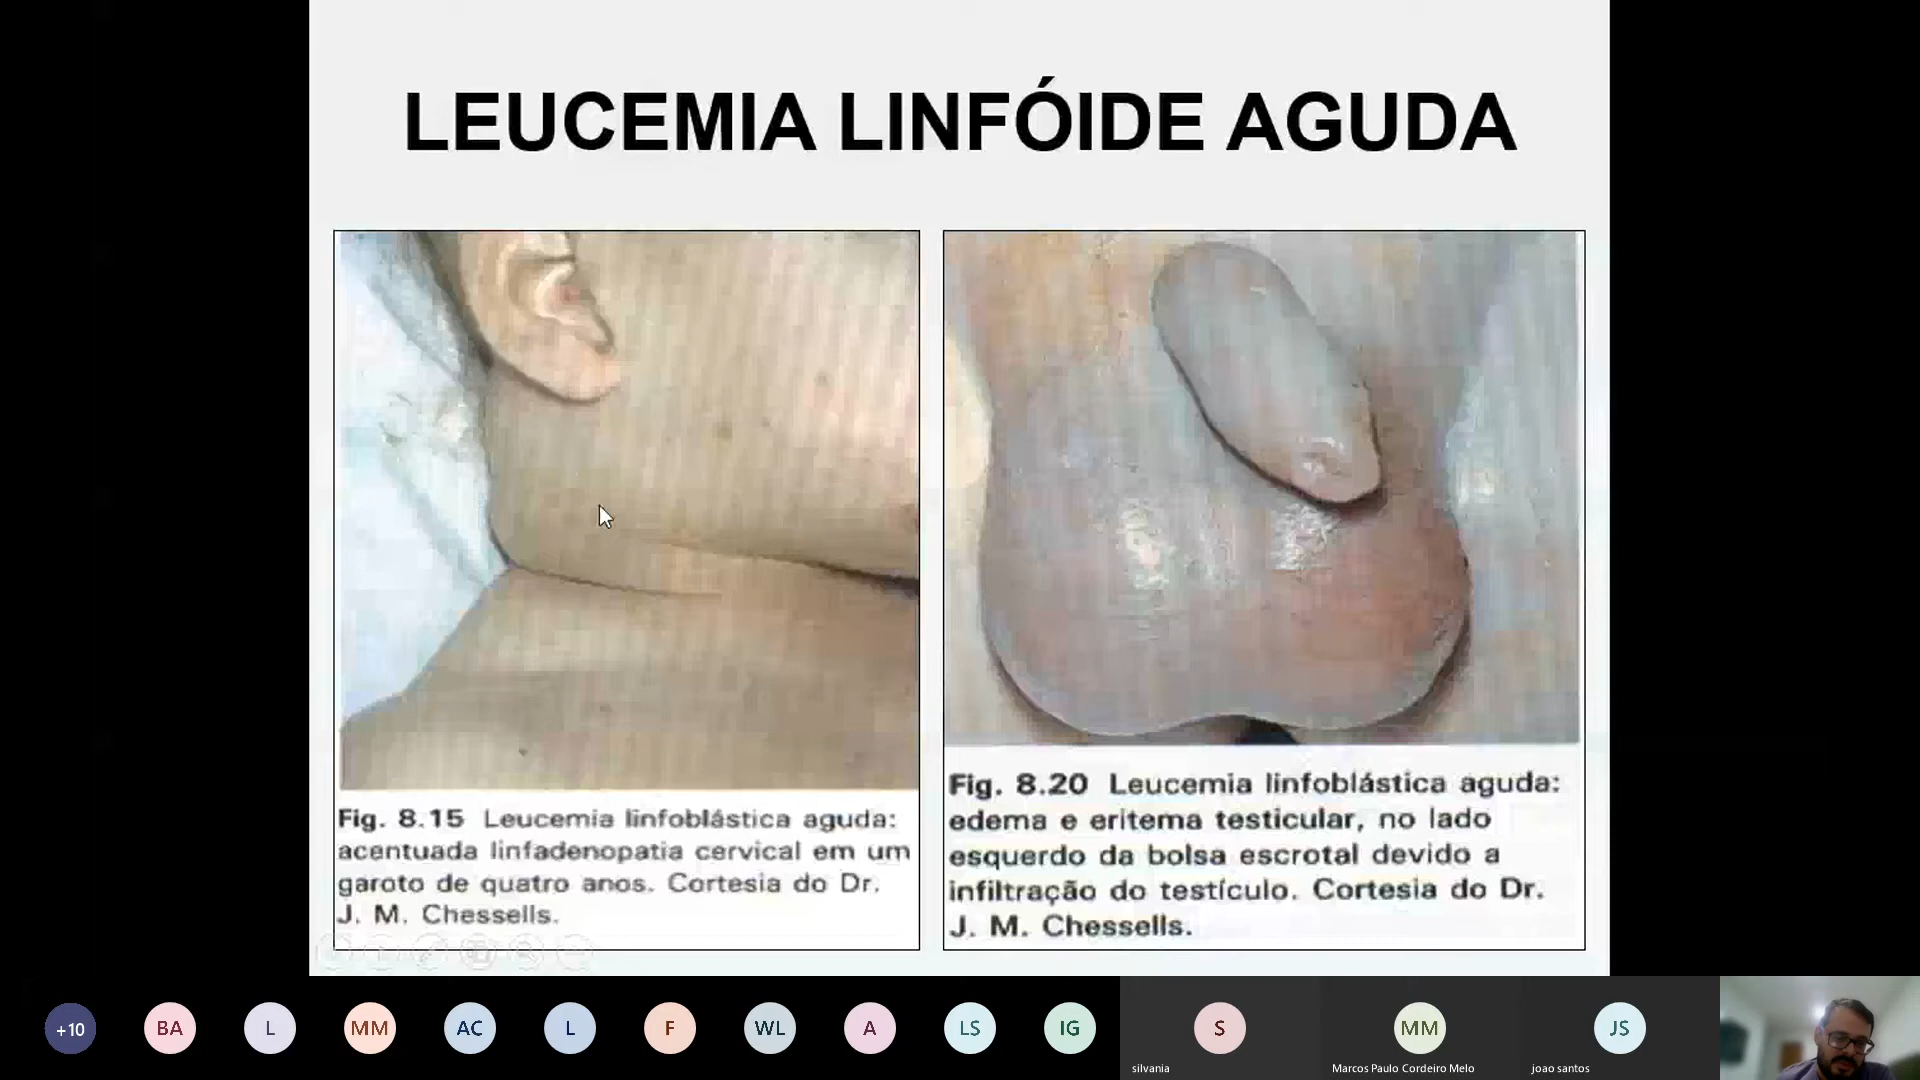 LEUCEMIA LINFÓIDE AGUDA
Fig. 8.15 Leucemia linfoblástica aguda:
acentuada linfadenopatia cervical em um
garoto de quatro anos. Cortesia do Dr.
J. M. Chessells.
Fig. 8.20 Leucemia linfoblástica aguda:
edema e eritema testicular, no lado
esquerdo da bolsa escrotal devido a
infiltração do testículo. Cortesia do Dr.
J. M. Chessells.
+10
BA
L
MM
AC
L
F
WL
A
LS
IG
S
MM
JS
silvania
Marcos Paulo Cordeiro Melo
joao santos